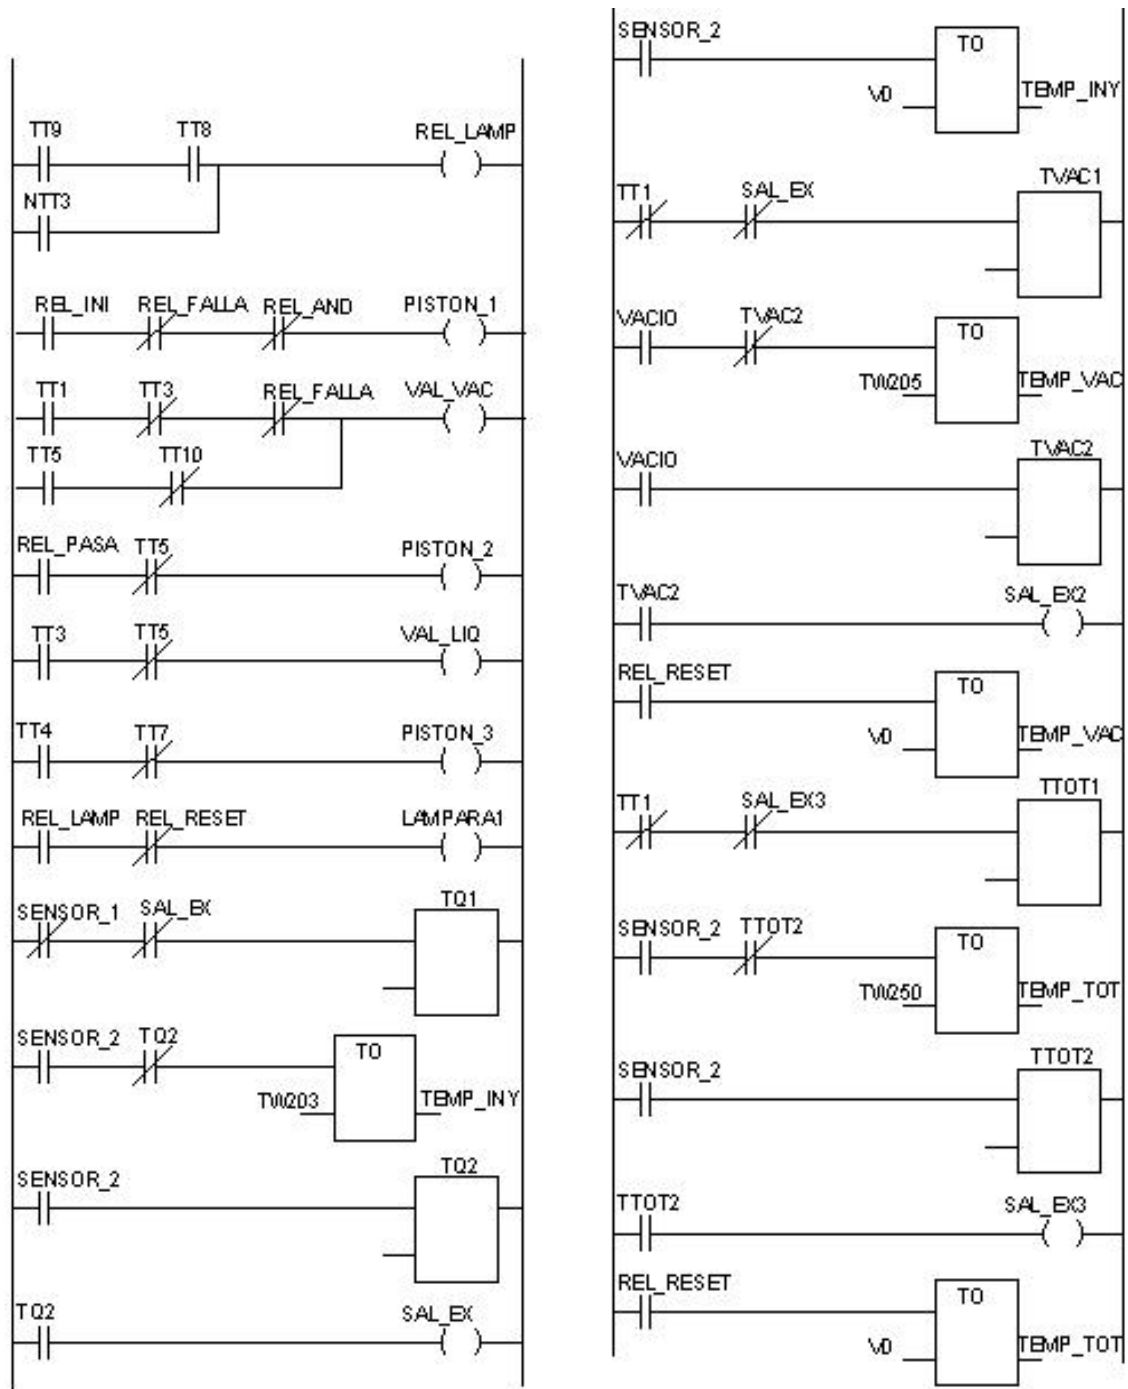 TT9 TT8 REL_LAMP
NTT3
REL_INI REL_FALLA REL_AND PISTON_1
TT1 TT3 REL_FALLA VAL_VAC
TT5 TT10
REL_PASA TT5 PISTON_2
TT3 TT5 VAL_LIQ
TT4 TT7 PISTON_3
REL_LAMP REL_RESET LAMPARA1
SENSOR_1 SAL_EX TQ1
SENSOR_2 TQ2 TO
TW203 TEMP_INY
SENSOR_2 TQ2
TQ2 SAL_EX
SENSOR_2 TO
V0 TEMP_INY
TT1 SAL_EX TVAC1
VACIO TVAC2 TO
TW205 TEMP_VAC
VACIO TVAC2
TVAC2 SAL_EX2
REL_RESET TO
V0 TEMP_VAC
TT1 SAL_EX3 TTOT1
SENSOR_2 TTOT2 TO
TW250 TEMP_TOT
SENSOR_2 TTOT2
TTOT2 SAL_EX3
REL_RESET TO
V0 TEMP_TOT